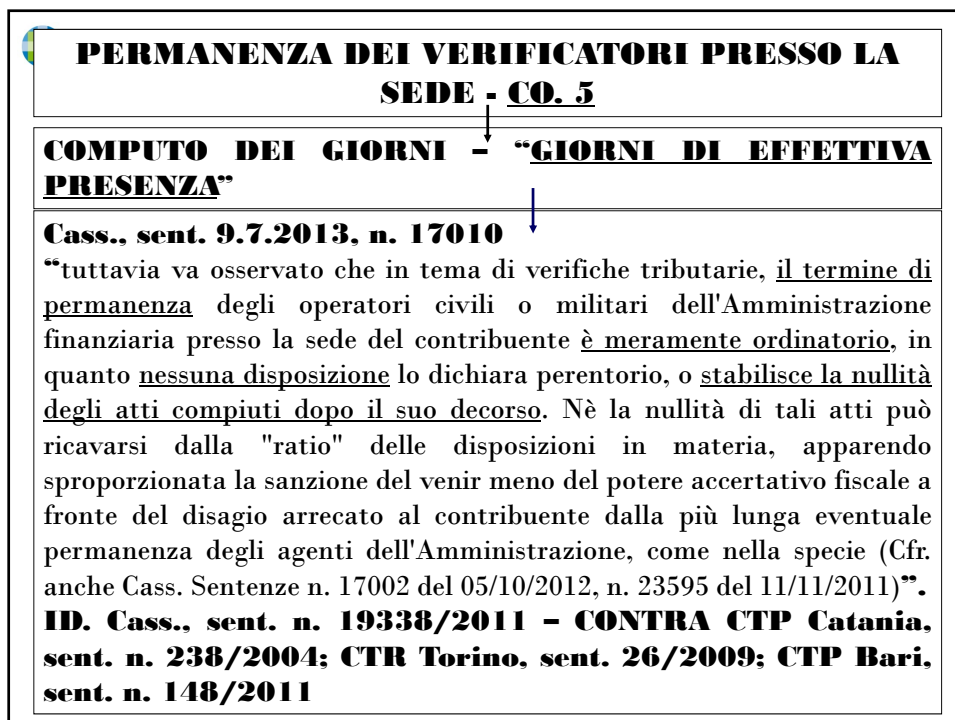 PERMANENZA DEI VERIFICATORI PRESSO LA
SEDE - CO. 5
COMPUTO DEI GIORNI – “GIORNI DI EFFETTIVA
PRESENZA”
Cass., sent. 9.7.2013, n. 17010
“tuttavia va osservato che in tema di verifiche tributarie, il termine di
permanenza degli operatori civili o militari dell'Amministrazione
finanziaria presso la sede del contribuente è meramente ordinatorio, in
quanto nessuna disposizione lo dichiara perentorio, o stabilisce la nullità
degli atti compiuti dopo il suo decorso. Nè la nullità di tali atti può
ricavarsi dalla "ratio" delle disposizioni in materia, apparendo
sproporzionata la sanzione del venir meno del potere accertativo fiscale a
fronte del disagio arrecato al contribuente dalla più lunga eventuale
permanenza degli agenti dell'Amministrazione, come nella specie (Cfr.
anche Cass. Sentenze n. 17002 del 05/10/2012, n. 23595 del 11/11/2011)”.
ID. Cass., sent. n. 19338/2011 – CONTRA CTP Catania,
sent. n. 238/2004; CTR Torino, sent. 26/2009; CTP Bari,
sent. n. 148/2011